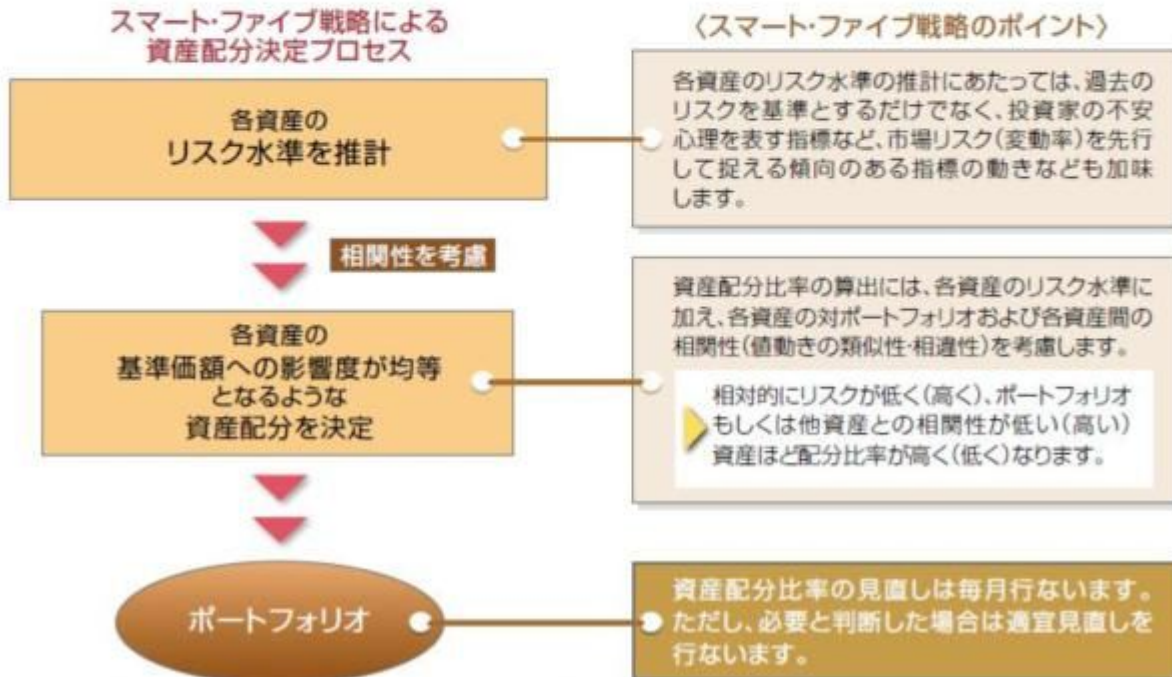 スマート・ファイブ戦略による
資産配分決定プロセス
〈スマート・ファイブ戦略のポイント〉
各資産の
リスク水準を推計
各資産のリスク水準の推計にあたっては、過去の
リスクを基準とするだけでなく、投資家の不安
心理を表す指標など、市場リスク(変動率)を先行
して捉える傾向のある指標の動きなども加味
します。
相関性を考慮
各資産の
基準価額への影響度が均等
となるような
資産配分を決定
資産配分比率の算出には、各資産のリスク水準に
加え、各資産の対ポートフォリオおよび各資産間の
相関性(値動きの類似性・相違性)を考慮します。
相対的にリスクが低く(高く)、ポートフォリオ
もしくは他資産との相関性が低い(高い)
資産ほど配分比率が高く(低く)なります。
ポートフォリオ
資産配分比率の見直しは毎月行ないます。
ただし、必要と判断した場合は適宜見直しを
行ないます。